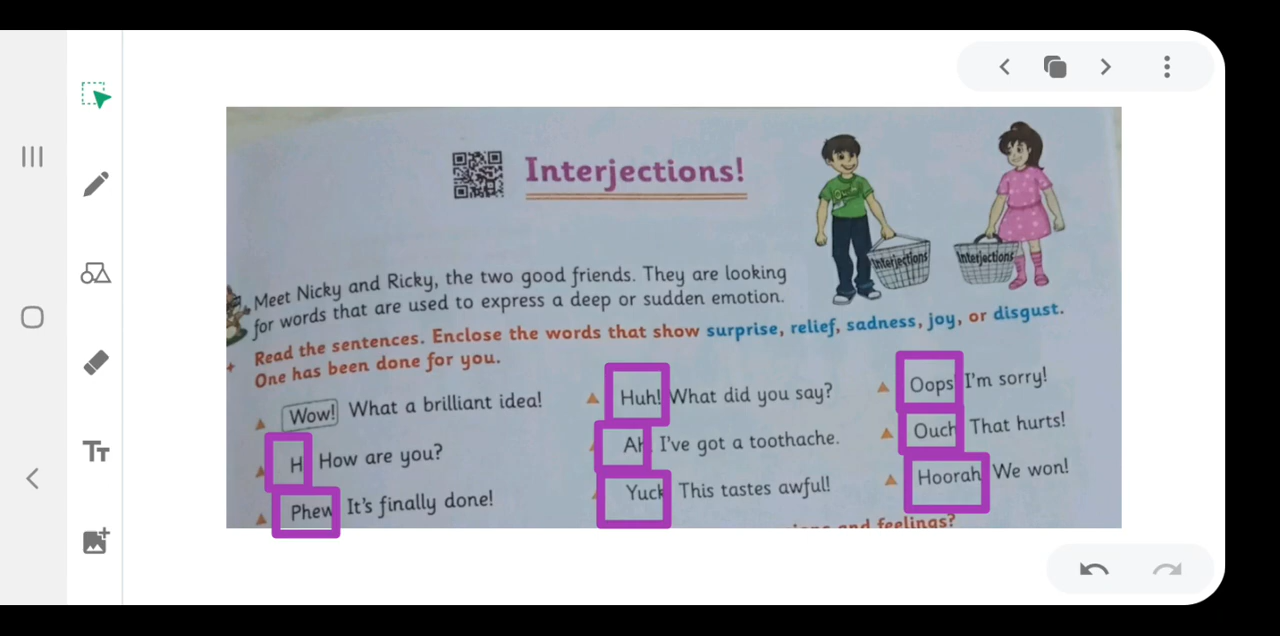 Interjections!
Interjections
Interjections
Meet Nicky and Ricky, the two good friends. They are looking
for words that are used to express a deep or sudden emotion.
Read the sentences. Enclose the words that show surprise, relief, sadness, joy, or disgust.
One has been done for you.
Wow! What a brilliant idea!
Huh! What did you say?
Oops! I'm sorry!
H How are you?
Ah I've got a toothache.
Ouch That hurts!
Phew It's finally done!
Yuck This tastes awful!
Hoorah We won!
and feelings?
Tт